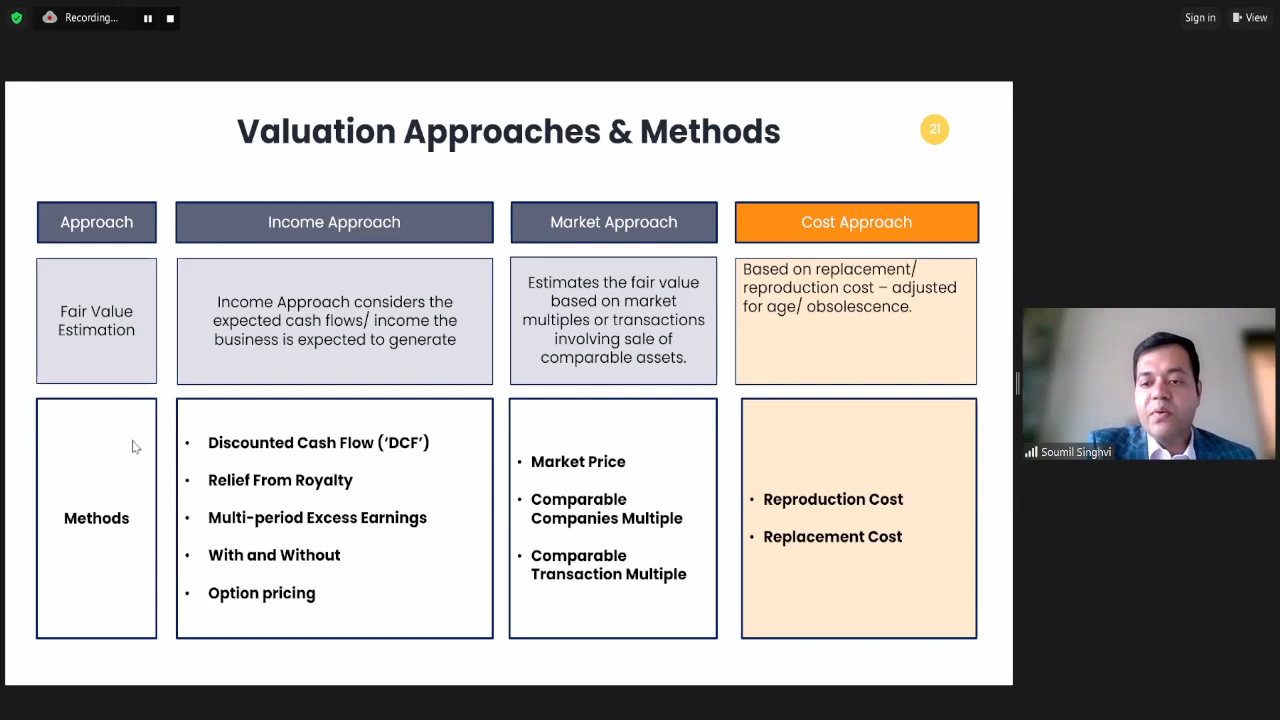 Recording...
Sign in
View
Valuation Approaches & Methods
21
Approach
Income Approach
Market Approach
Cost Approach
Fair Value
Estimation
Income Approach considers the
expected cash flows/ income the
business is expected to generate
Estimates the fair value
based on market
multiples or transactions
involving sale of
comparable assets.
Based on replacement/
reproduction cost – adjusted
for age/ obsolescence.
Methods
• Discounted Cash Flow (‘DCF’)
• Relief From Royalty
• Multi-period Excess Earnings
• With and Without
• Option pricing
• Market Price
• Comparable
Companies Multiple
• Comparable
Transaction Multiple
• Reproduction Cost
• Replacement Cost
Soumil Singhvi